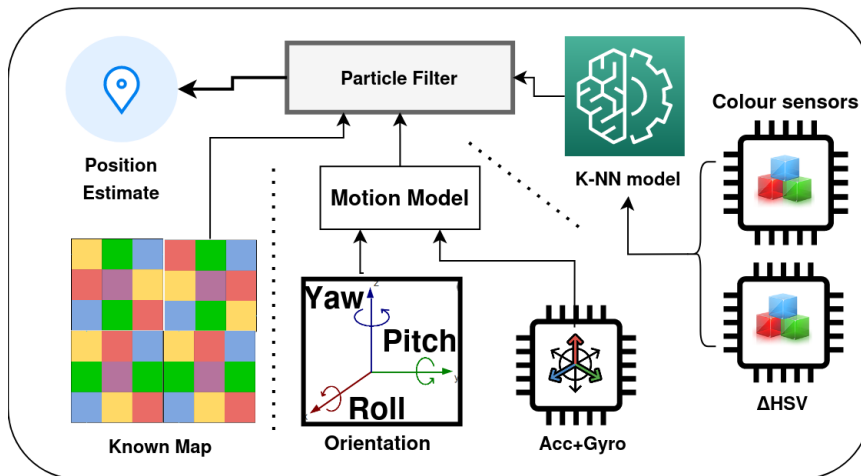 Particle Filter
Colour sensors
Position
Estimate
K-NN model
Motion Model
Yaw
z
Pitch
y
Roll
x
ΔHSV
Known Map
Orientation
Acc+Gyro